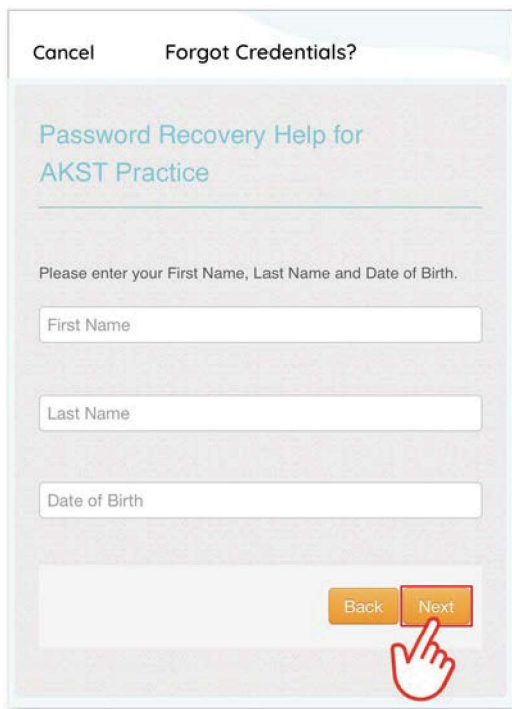 Cancel Forgot Credentials?
Password Recovery Help for
AKST Practice
Please enter your First Name, Last Name and Date of Birth.
First Name
Last Name
Date of Birth
Back Next